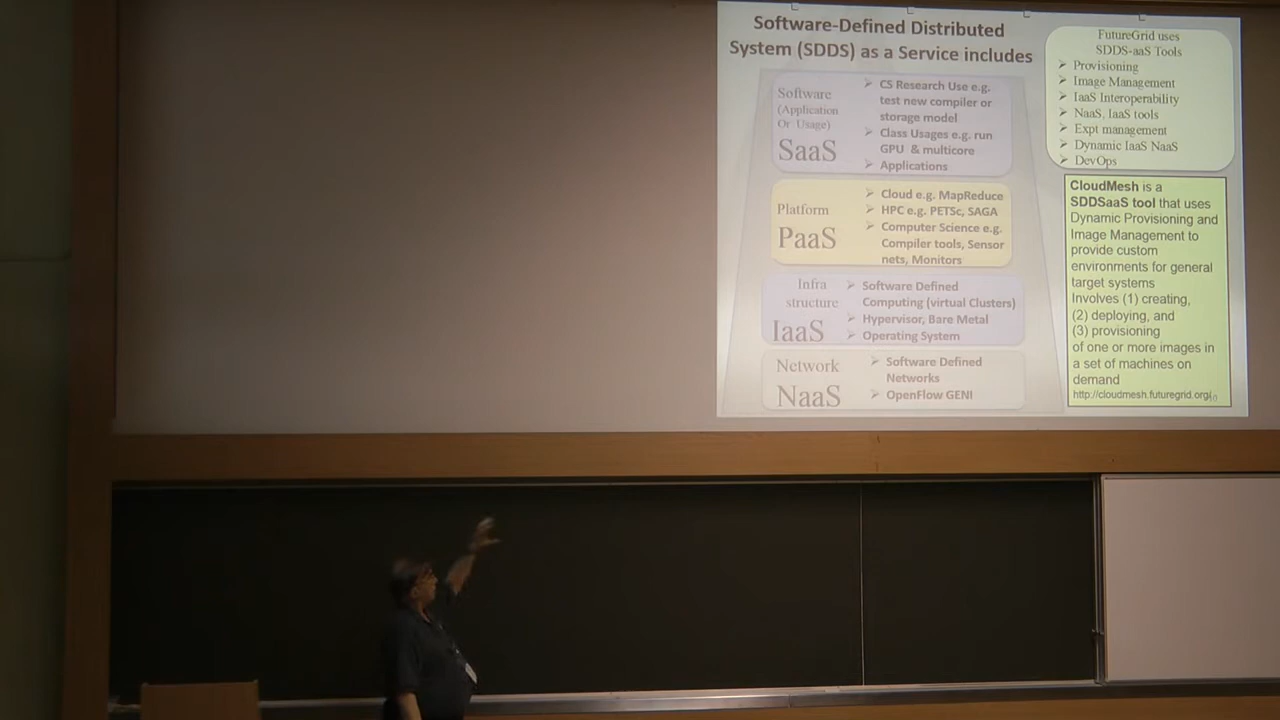 Software-Defined Distributed
System (SDDS) as a Service includes
Software
(Application
Or Usage)
SaaS
➢ CS Research Use e.g.
test new compiler or
storage model
➢ Class Usages e.g. run
GPU & multicore
➢ Applications
Platform
PaaS
➢ Cloud e.g. MapReduce
➢ HPC e.g. PETSc, SAGA
➢ Computer Science e.g.
Compiler tools, Sensor
nets, Monitors
Infra
structure
IaaS
➢ Software Defined
Computing (virtual Clusters)
➢ Hypervisor, Bare Metal
➢ Operating System
Network
NaaS
➢ Software Defined
Networks
➢ OpenFlow GENI
FutureGrid uses
SDDS-aaS Tools
➢ Provisioning
➢ Image Management
➢ IaaS Interoperability
➢ NaaS, IaaS tools
➢ Expt management
➢ Dynamic IaaS NaaS
➢ DevOps
CloudMesh is a
SDDSaaS tool that uses
Dynamic Provisioning and
Image Management to
provide custom
environments for general
target systems
Involves (1) creating,
(2) deploying, and
(3) provisioning
of one or more images in
a set of machines on
demand
http://cloudmesh.futuregrid.org/